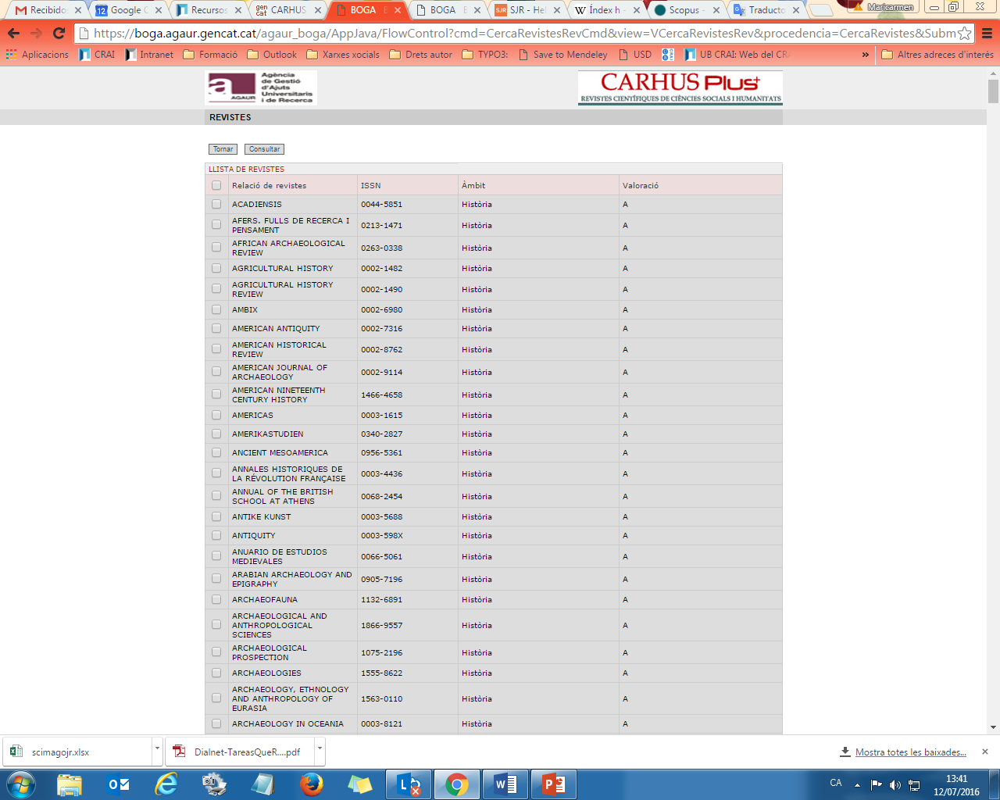 Recibido
Google C
Recursos
gen cat CARHUS
BOGA
BOGA
SJR - Hel
Índex h -
Scopus -
Traducto
Maricarmen
https://boga.agaur.gencat.cat/agaur_boga/AppJava/FlowControl?cmd=CercaRevistesRevCmd&view=VCercaRevistesRev&procedencia=CercaRevistes&Subm
Aplicacions CRAI Intranet Formació Outlook Xarxes xocials Drets autor TYPO3: Save to Mendeley USD UB CRAI: Web del CRA » Altres adreces d'interès
a AGAUR
Agència
de Gestió
d'Ajuts
Universitaris
i de Recerca
CARHUS Plus+
REVISTES CIENTÍFIQUES DE CIÈNCIES SOCIALS I HUMANITATS
REVISTES
Tornar Consultar
LLISTA DE REVISTES
Relació de revistes ISSN Àmbit Valoració
ACADIENSIS 0044-5851 Història A
AFERS. FULLS DE RECERCA I
PENSAMENT 0213-1471 Història A
AFRICAN ARCHAEOLOGICAL
REVIEW 0263-0338 Història A
AGRICULTURAL HISTORY 0002-1482 Història A
AGRICULTURAL HISTORY
REVIEW 0002-1490 Història A
AMBIX 0002-6980 Història A
AMERICAN ANTIQUITY 0002-7316 Història A
AMERICAN HISTORICAL
REVIEW 0002-8762 Història A
AMERICAN JOURNAL OF
ARCHAEOLOGY 0002-9114 Història A
AMERICAN NINETEENTH
CENTURY HISTORY 1466-4658 Història A
AMERICAS 0003-1615 Història A
AMERIKASTUDIEN 0340-2827 Història A
ANCIENT MESOAMERICA 0956-5361 Història A
ANNALES HISTORIQUES DE
LA RÉVOLUTION FRANÇAISE 0003-4436 Història A
ANNUAL OF THE BRITISH
SCHOOL AT ATHENS 0068-2454 Història A
ANTIKE KUNST 0003-5688 Història A
ANTIQUITY 0003-598X Història A
ANUARIO DE ESTUDIOS
MEDIEVALES 0066-5061 Història A
ARABIAN ARCHAEOLOGY AND
EPIGRAPHY 0905-7196 Història A
ARCHAEOFAUNA 1132-6891 Història A
ARCHAEOLOGICAL AND
ANTHROPOLOGICAL
SCIENCES 1866-9557 Història A
ARCHAEOLOGICAL
PROSPECTION 1075-2196 Història A
ARCHAEOLOGIES 1555-8622 Història A
ARCHAEOLOGY, ETHNOLOGY
AND ANTHROPOLOGY OF
EURASIA 1563-0110 Història A
ARCHAEOLOGY IN OCEANIA 0003-8121 Història A
scimagojr.xlsx Dialnet-TareasQueR....pdf Mostra totes les baixades...
CA 13:41
12/07/2016